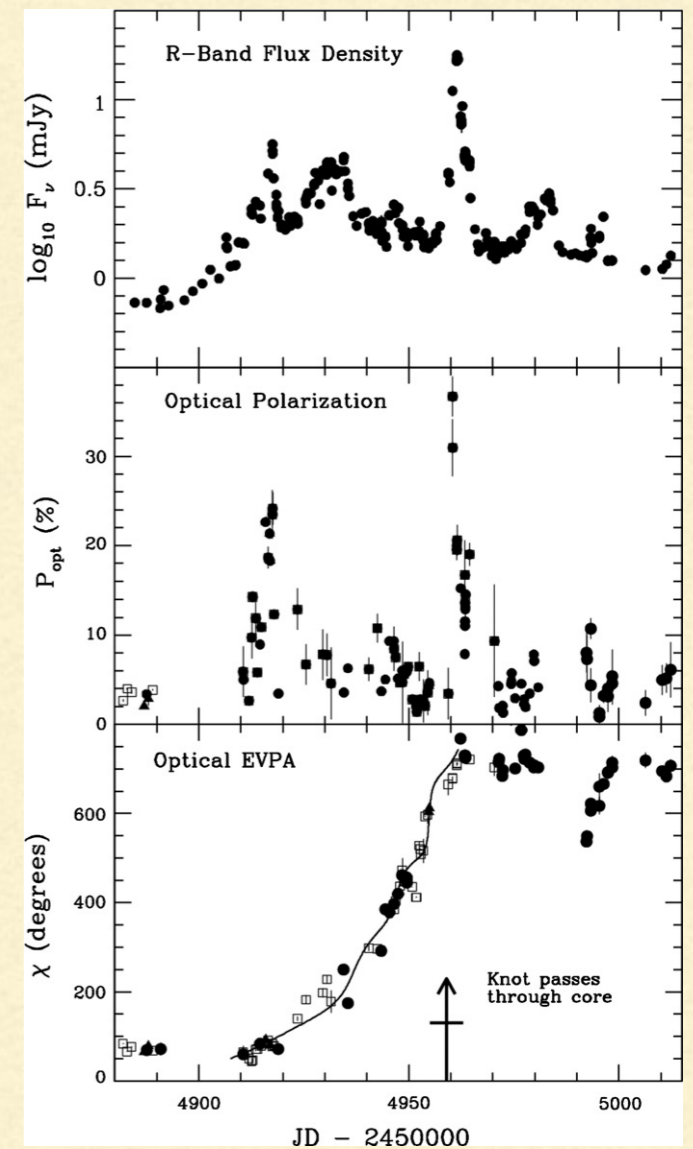 R-Band Flux Density
log₁₀ Fν (mJy)
1
0.5
0
Optical Polarization
Popt (%)
30
20
10
0
Optical EVPA
χ (degrees)
600
400
200
0
Knot passes
through core
4900
4950
5000
JD - 2450000